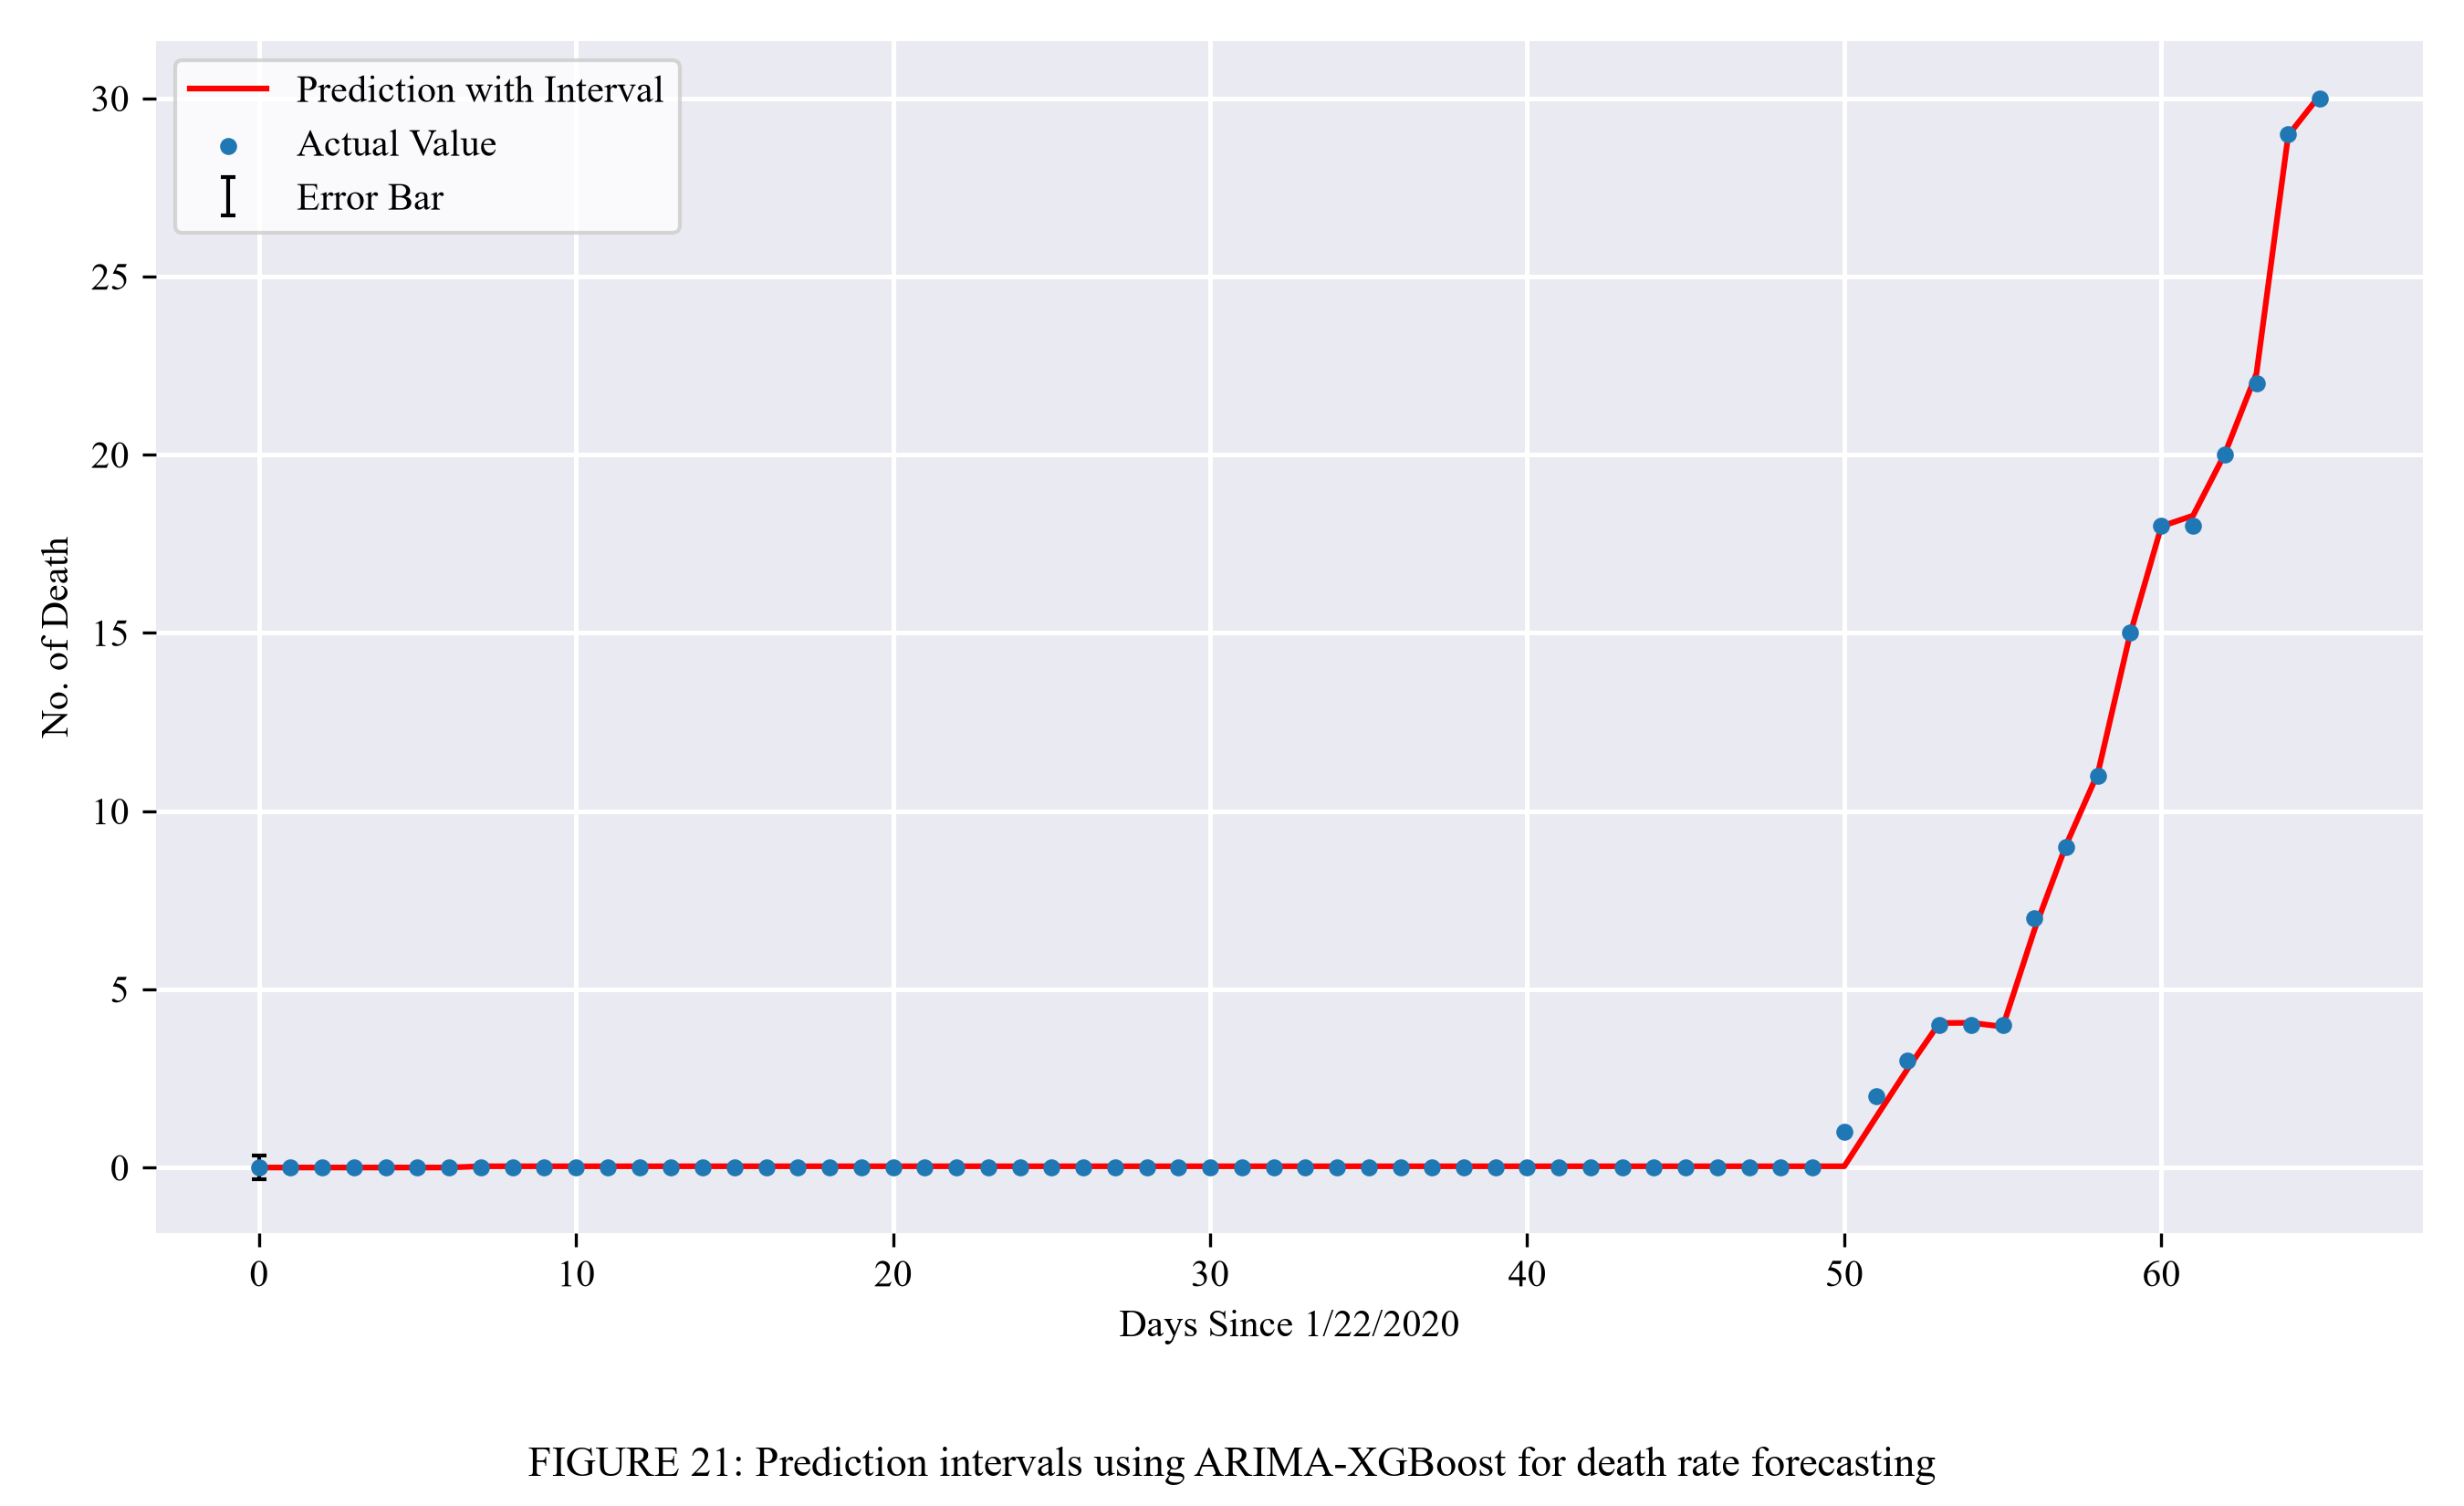 Prediction with Interval
Actual Value
Error Bar
30
25
20
15
10
5
0
No. of Death
0 10 20 30 40 50 60
Days Since 1/22/2020
FIGURE 21: Prediction intervals using ARIMA-XGBoost for death rate forecasting